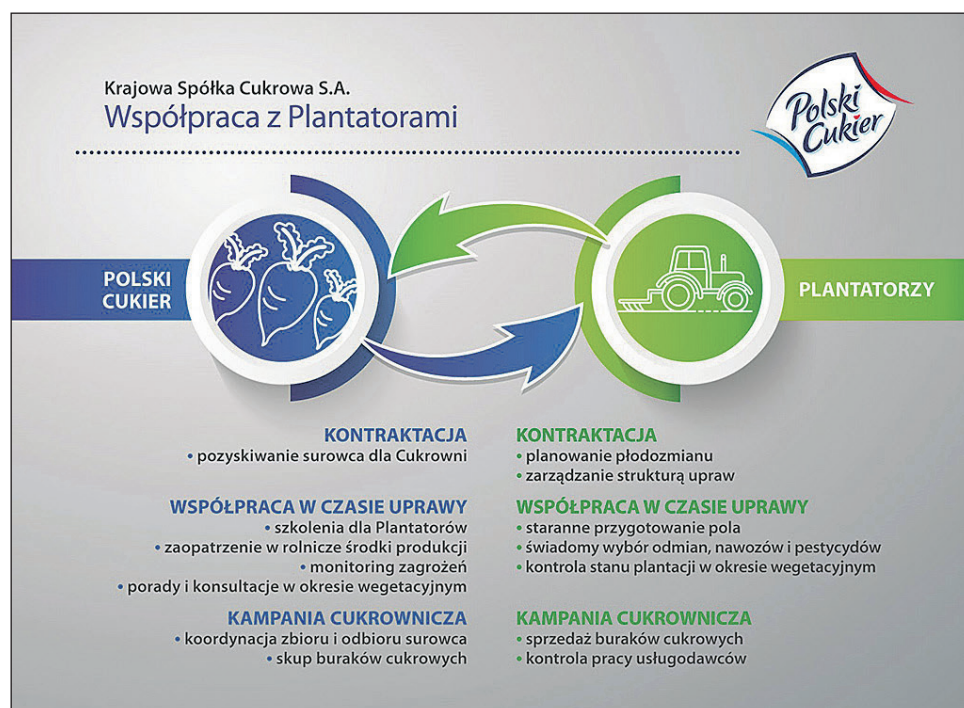 Krajowa Spółka Cukrowa S.A.
Współpraca z Plantatorami
Polski
Cukier
POLSKI
CUKIER
PLANTATORZY
KONTRAKTACJA
• pozyskiwanie surowca dla Cukrowni
WSPÓŁPRACA W CZASIE UPRAWY
• szkolenia dla Plantatorów
• zaopatrzenie w rolnicze środki produkcji
• monitoring zagrożeń
• porady i konsultacje w okresie wegetacyjnym
KAMPANIA CUKROWNICZA
• koordynacja zbioru i odbioru surowca
• skup buraków cukrowych
KONTRAKTACJA
• planowanie płodozmianu
• zarządzanie strukturą upraw
WSPÓŁPRACA W CZASIE UPRAWY
• staranne przygotowanie pola
• świadomy wybór odmian, nawozów i pestycydów
• kontrola stanu plantacji w okresie wegetacyjnym
KAMPANIA CUKROWNICZA
• sprzedaż buraków cukrowych
• kontrola pracy usługodawców